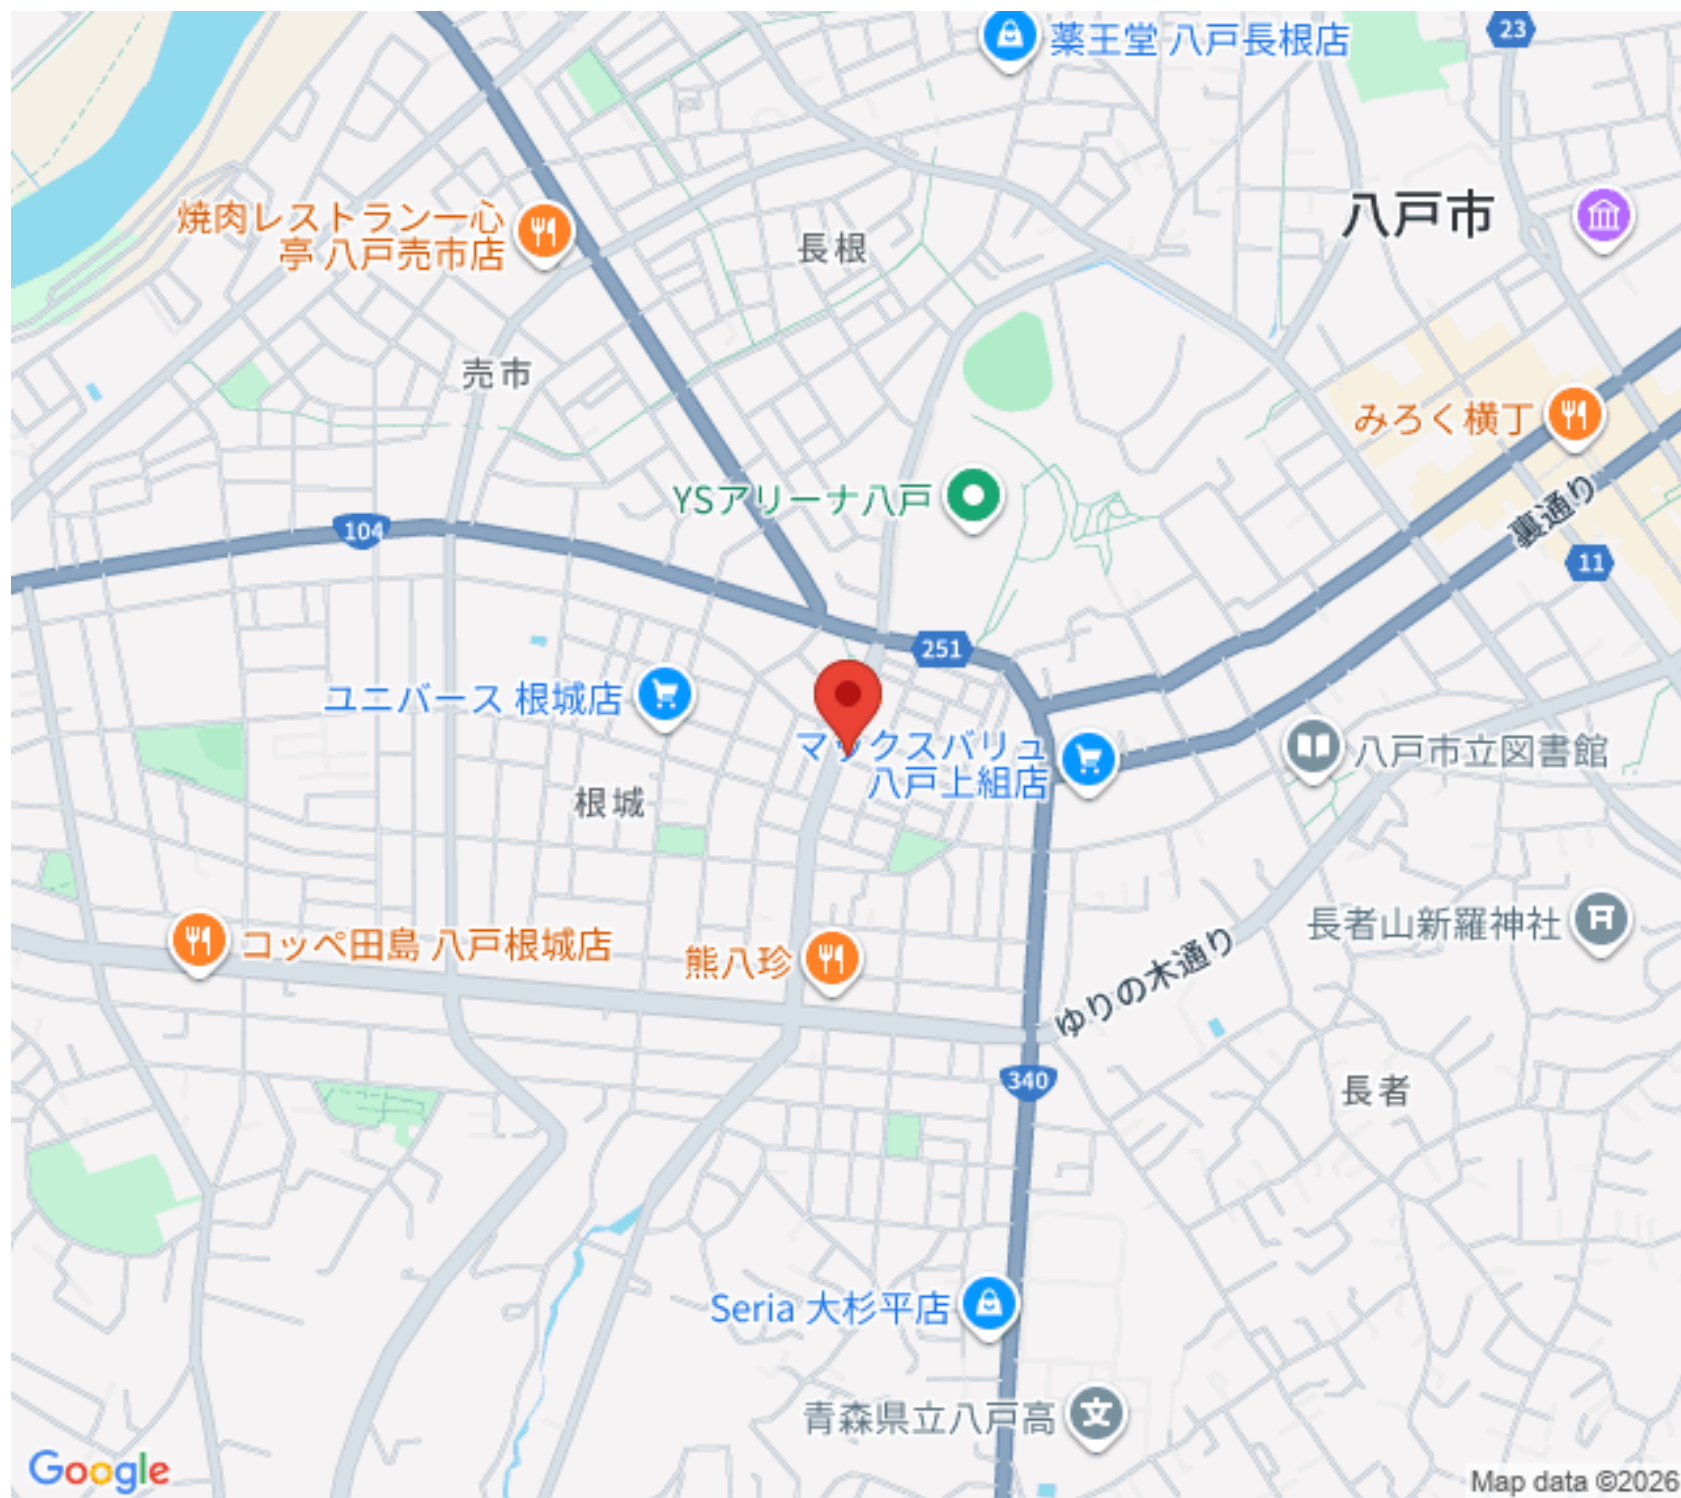 薬王堂 八戸長根店
23
八戸市
焼肉レストラン一心
亭 八戸売市店
長根
売市
みろく横丁
YSアリーナ八戸
裏通り
104
11
251
ユニバース 根城店
マックスバリュ
八戸上組店
八戸市立図書館
根城
長者山新羅神社
コッペ田島 八戸根城店
熊八珍
ゆりの木通り
340
長者
Seria 大杉平店
青森県立八戸高
文
Google
Map data ©2026